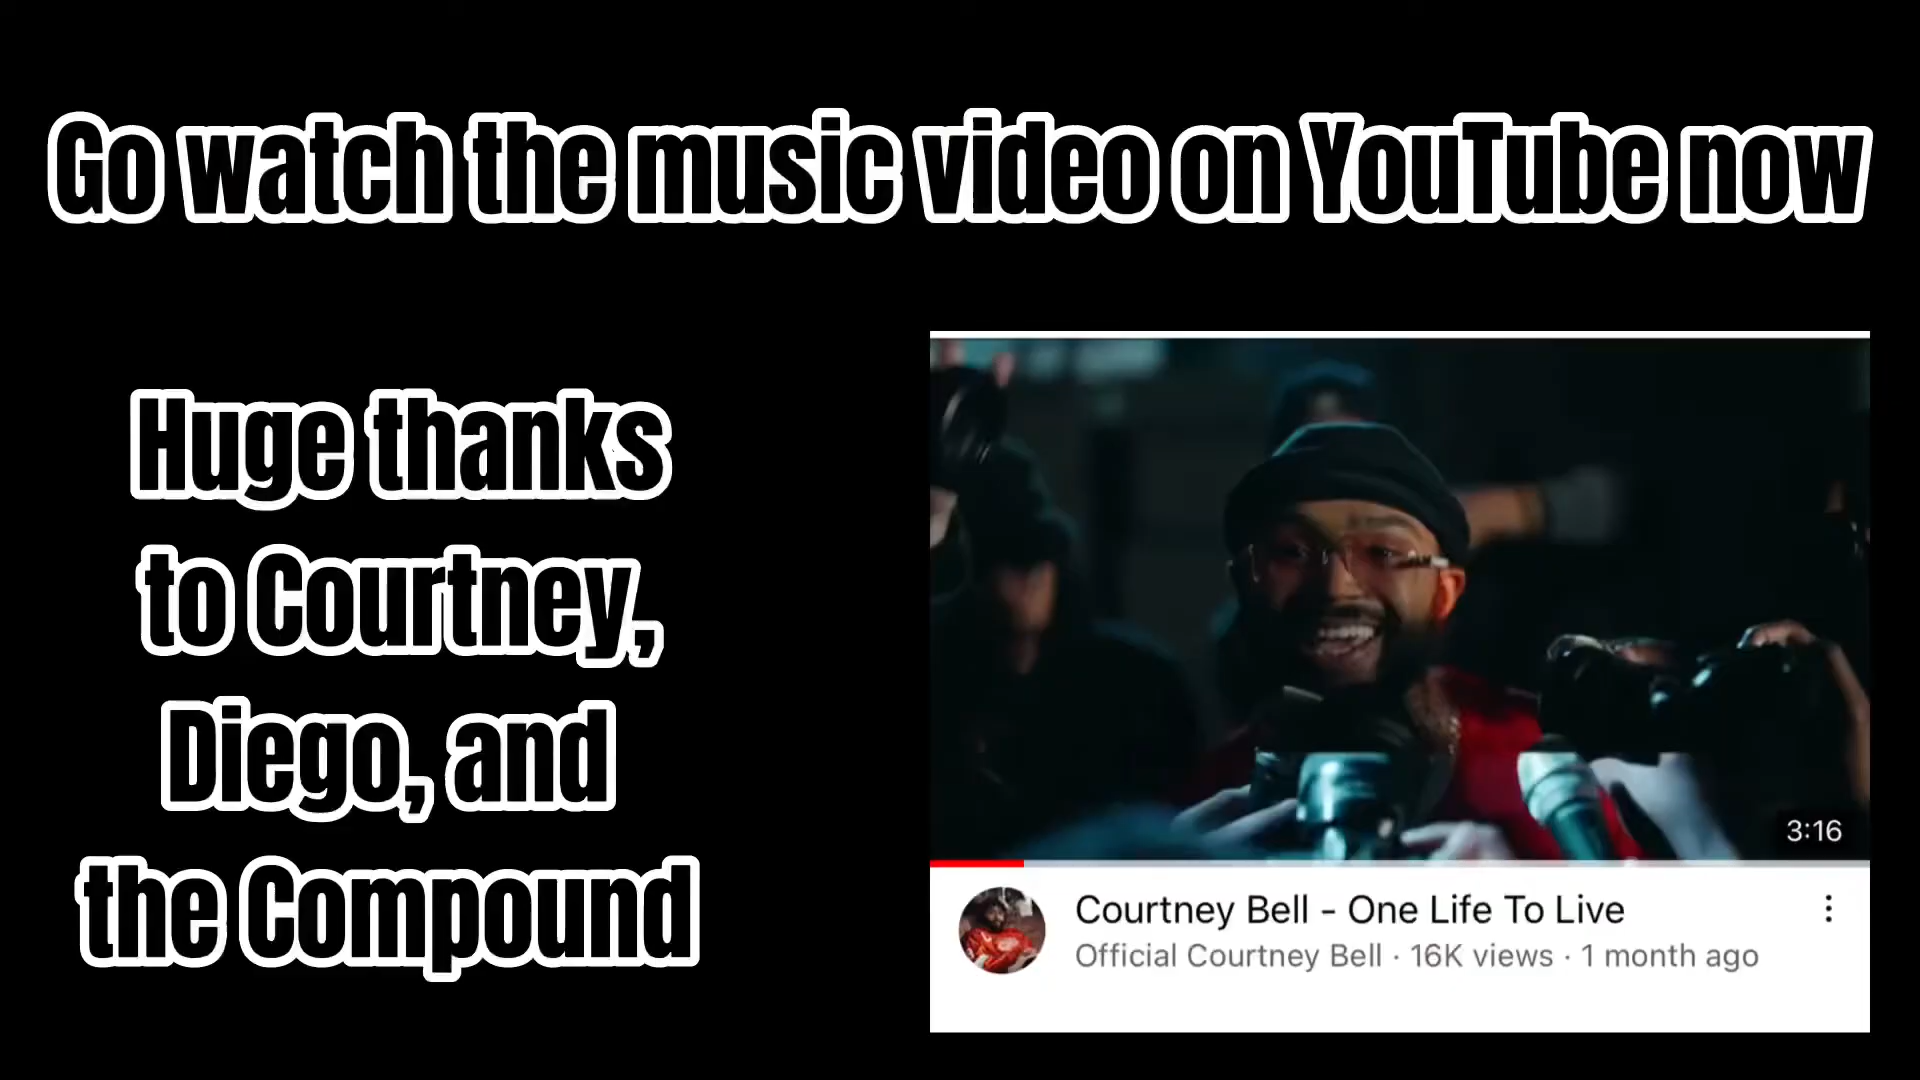 Go watch the music video on YouTube now
Huge thanks
to Courtney,
Diego, and
the Compound
3:16
Courtney Bell - One Life To Live
Official Courtney Bell · 16K views · 1 month ago